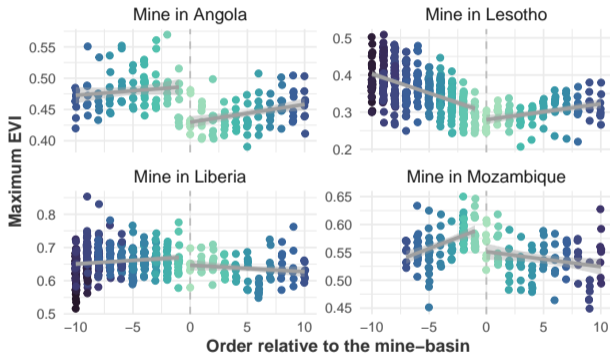 Mine in Angola
Mine in Lesotho
0.55
0.50
0.45
0.40
0.5
0.4
0.3
0.2
Maximum EVI
Mine in Liberia
Mine in Mozambique
0.8
0.7
0.6
0.5
0.65
0.60
0.55
0.50
0.45
−10 −5 0 5 10
−10 −5 0 5 10
Order relative to the mine−basin